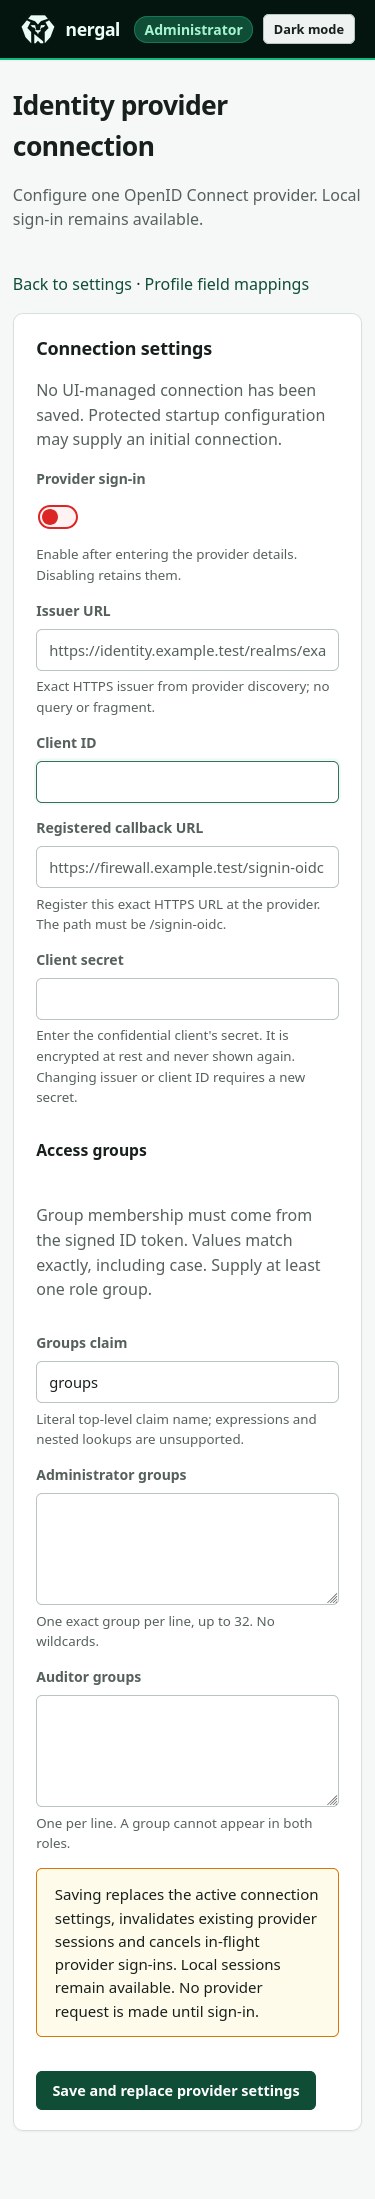 nergal Administrator Dark mode
Identity provider
connection
Configure one OpenID Connect provider. Local
sign-in remains available.
Back to settings · Profile field mappings
Connection settings
No UI-managed connection has been
saved. Protected startup configuration
may supply an initial connection.
Provider sign-in
Enable after entering the provider details.
Disabling retains them.
Issuer URL
https://identity.example.test/realms/exa
Exact HTTPS issuer from provider discovery; no
query or fragment.
Client ID
Registered callback URL
https://firewall.example.test/signin-oidc
Register this exact HTTPS URL at the provider.
The path must be /signin-oidc.
Client secret
Enter the confidential client's secret. It is
encrypted at rest and never shown again.
Changing issuer or client ID requires a new
secret.
Access groups
Group membership must come from
the signed ID token. Values match
exactly, including case. Supply at least
one role group.
Groups claim
groups
Literal top-level claim name; expressions and
nested lookups are unsupported.
Administrator groups
One exact group per line, up to 32. No
wildcards.
Auditor groups
One per line. A group cannot appear in both
roles.
Saving replaces the active connection
settings, invalidates existing provider
sessions and cancels in-flight
provider sign-ins. Local sessions
remain available. No provider
request is made until sign-in.
Save and replace provider settings